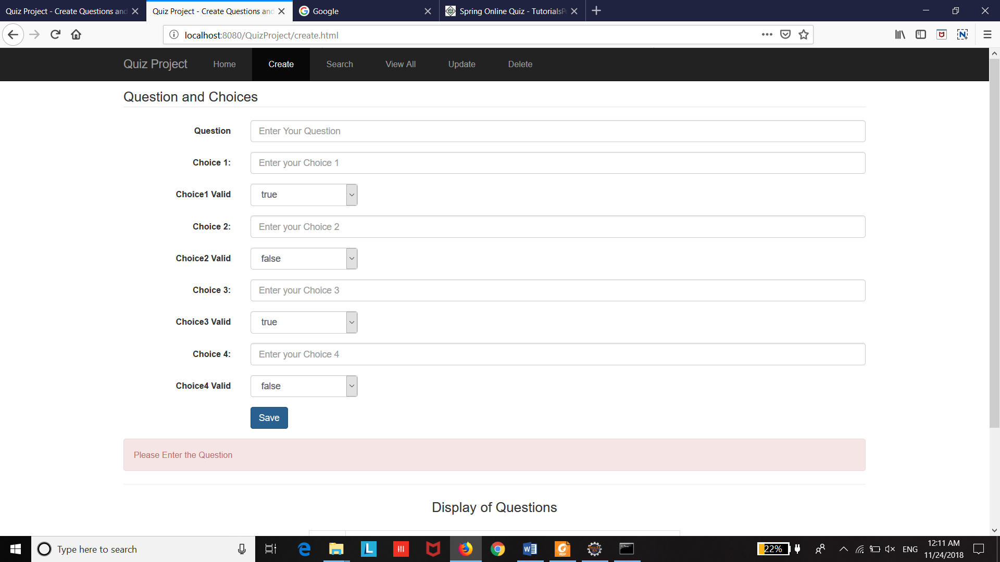 Quiz Project - Create Questions and
Quiz Project - Create Questions and
Google
Spring Online Quiz - TutorialsP
localhost:8080/QuizProject/create.html
Quiz Project
Home
Create
Search
View All
Update
Delete
Question and Choices
Question
Enter Your Question
Choice 1:
Enter your Choice 1
Choice1 Valid
true
Choice 2:
Enter your Choice 2
Choice2 Valid
false
Choice 3:
Enter your Choice 3
Choice3 Valid
true
Choice 4:
Enter your Choice 4
Choice4 Valid
false
Save
Please Enter the Question
Display of Questions
Type here to search
22%
ENG
12:11 AM
11/24/2018